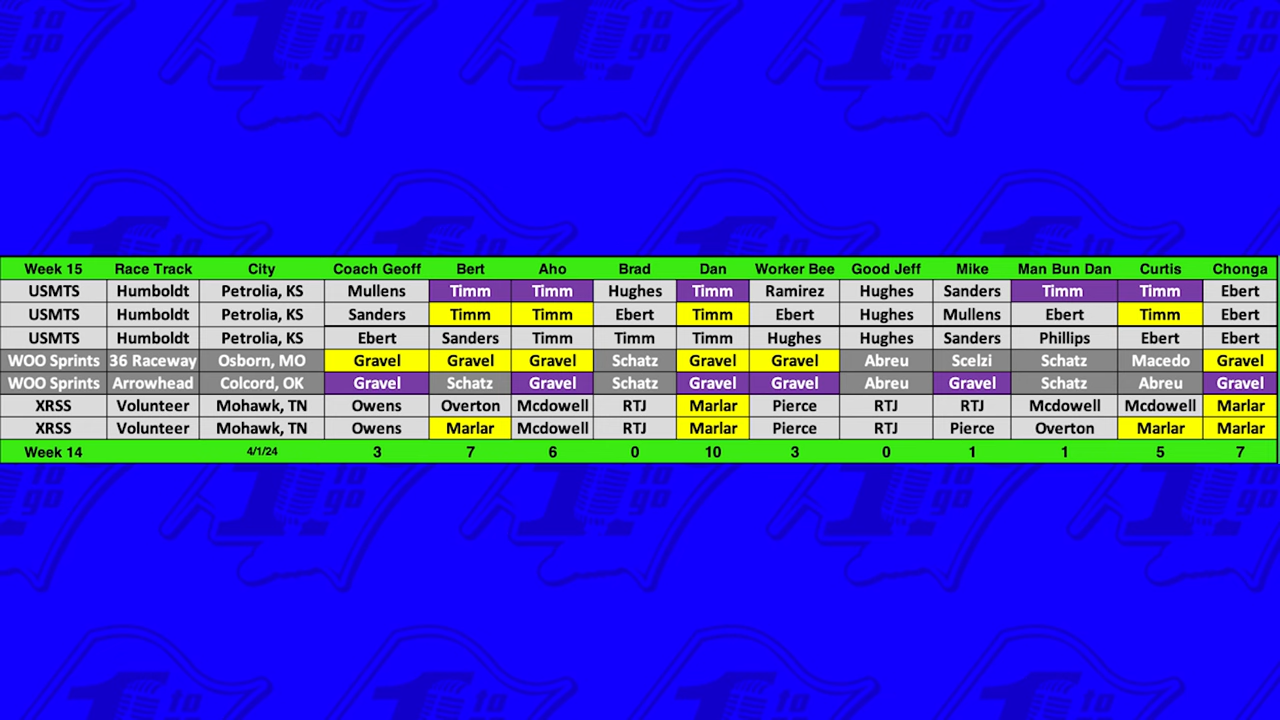 Week 15 Race Track City Coach Geoff Bert Aho Brad Dan Worker Bee Good Jeff Mike Man Bun Dan Curtis Chonga
USMTS Humboldt Petrolia, KS Mullens Timm Timm Hughes Timm Ramirez Hughes Sanders Timm Timm Ebert
USMTS Humboldt Petrolia, KS Sanders Timm Timm Ebert Timm Ebert Hughes Mullens Ebert Timm Ebert
USMTS Humboldt Petrolia, KS Ebert Sanders Timm Timm Timm Hughes Hughes Sanders Phillips Ebert Ebert
WOO Sprints 36 Raceway Osborn, MO Gravel Gravel Gravel Schatz Gravel Gravel Abreu Scelzi Schatz Macedo Gravel
WOO Sprints Arrowhead Colcord, OK Gravel Schatz Gravel Schatz Gravel Gravel Abreu Gravel Schatz Abreu Gravel
XRSS Volunteer Mohawk, TN Owens Overton Mcdowell RTJ Marlar Pierce RTJ RTJ Mcdowell Mcdowell Marlar
XRSS Volunteer Mohawk, TN Owens Marlar Mcdowell RTJ Marlar Pierce RTJ Pierce Overton Marlar Marlar
Week 14 4/1/24 3 7 6 0 10 3 0 1 1 5 7